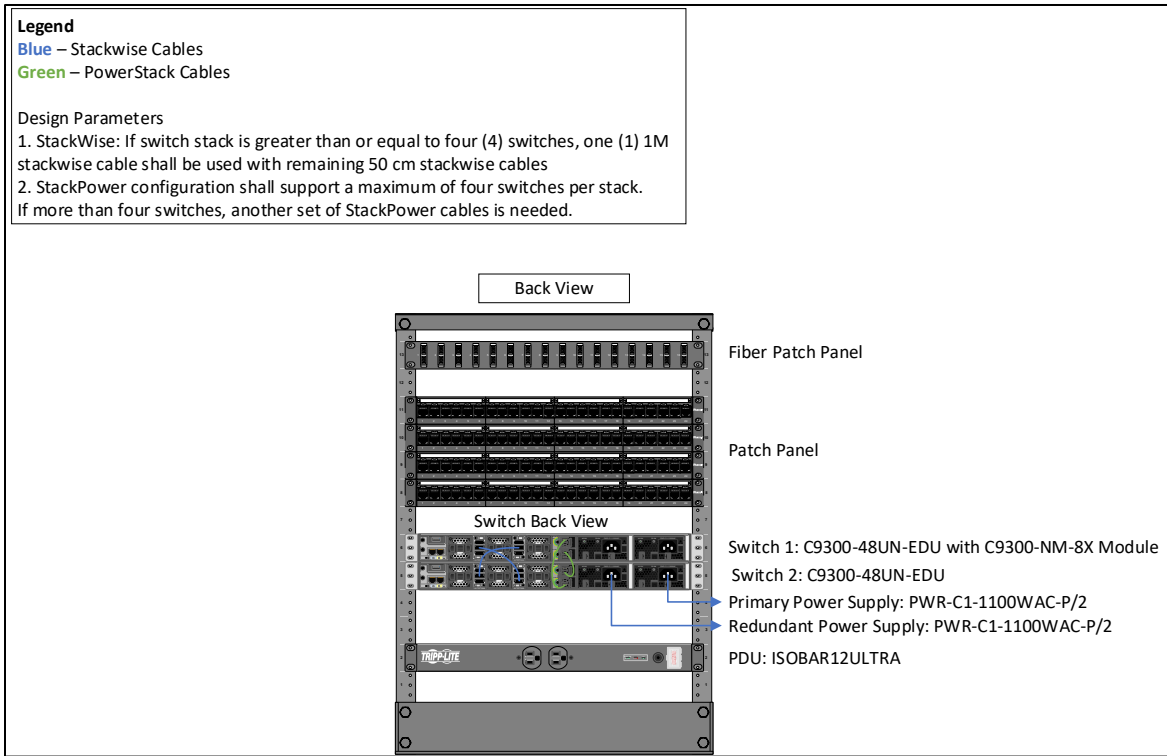 Legend
Blue – Stackwise Cables
Green – PowerStack Cables
Design Parameters
1. StackWise: If switch stack is greater than or equal to four (4) switches, one (1) 1M
stackwise cable shall be used with remaining 50 cm stackwise cables
2. StackPower configuration shall support a maximum of four switches per stack.
If more than four switches, another set of StackPower cables is needed.
Back View
Fiber Patch Panel
Patch Panel
Switch Back View
Switch 1: C9300-48UN-EDU with C9300-NM-8X Module
Switch 2: C9300-48UN-EDU
Primary Power Supply: PWR-C1-1100WAC-P/2
Redundant Power Supply: PWR-C1-1100WAC-P/2
TRIPP-LITE
PDU: ISOBAR12ULTRA